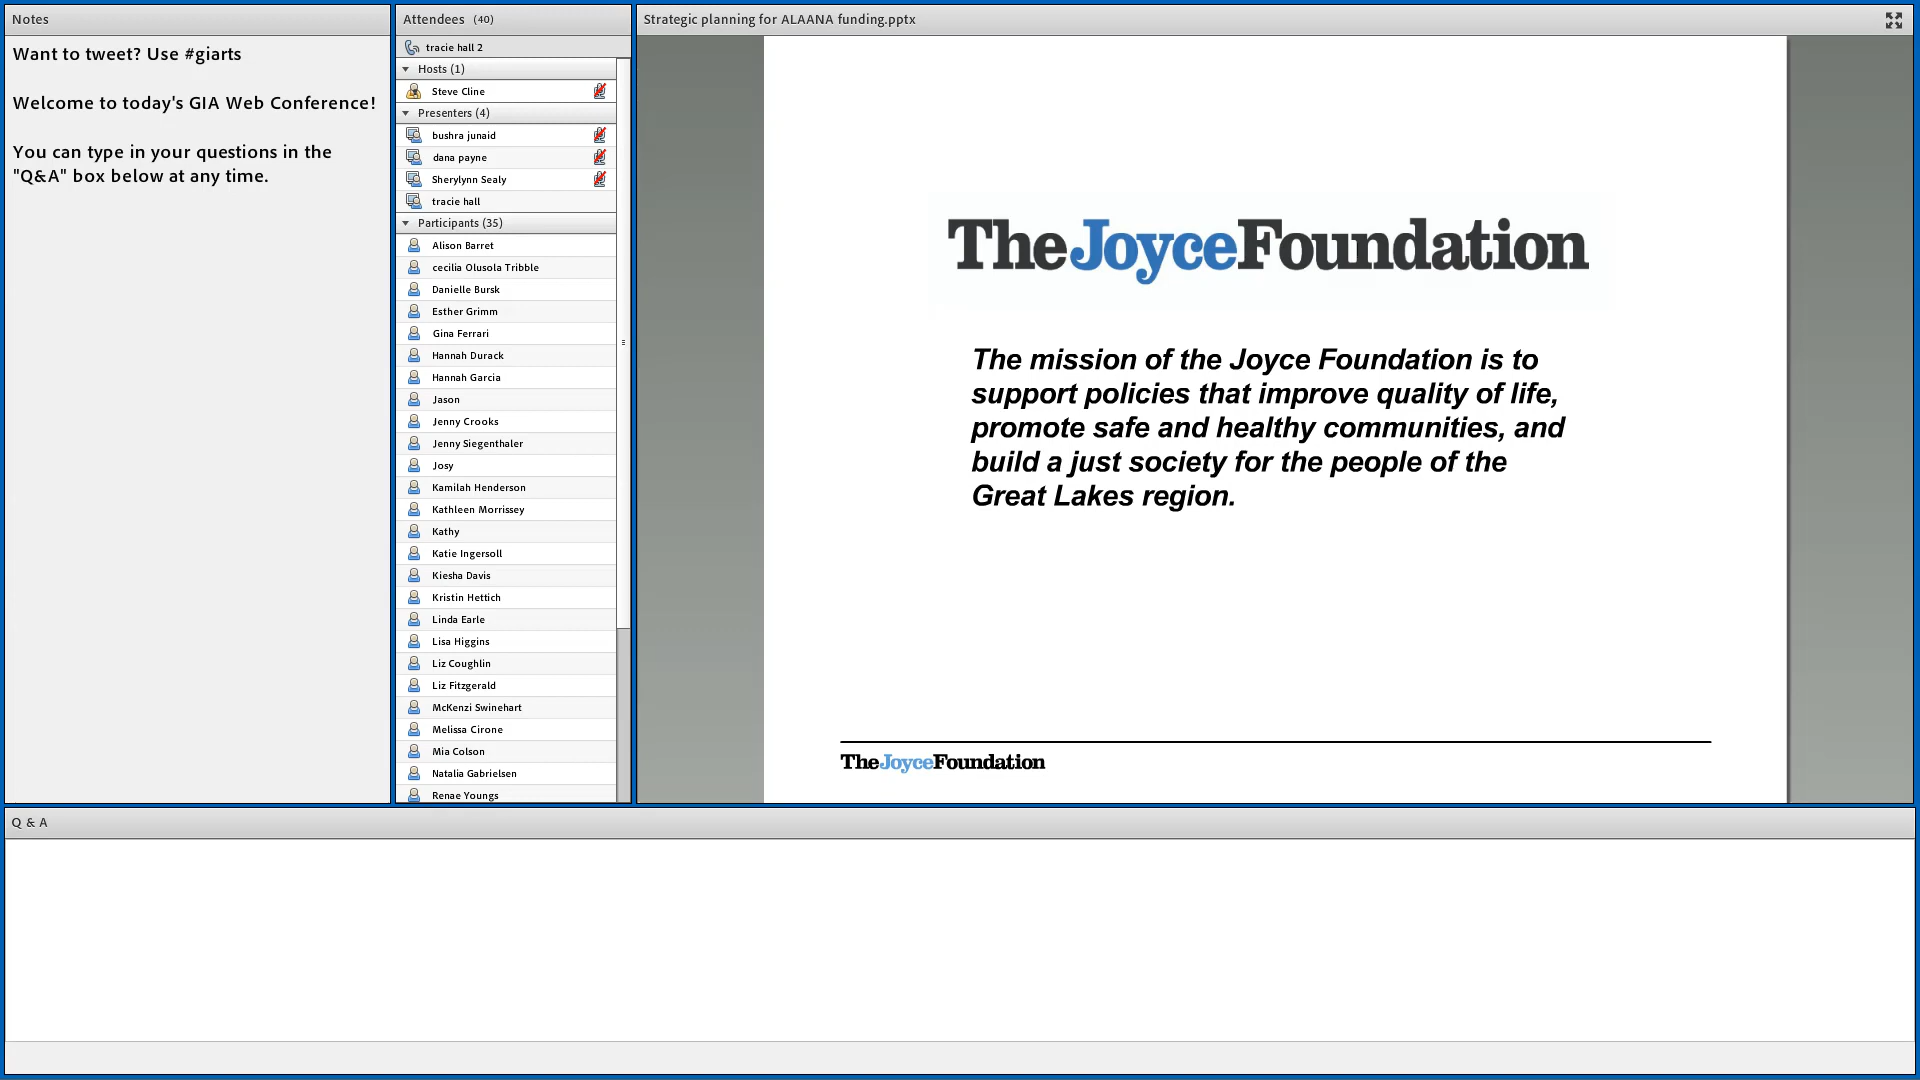 Notes
Want to tweet? Use #giarts
Welcome to today's GIA Web Conference!
You can type in your questions in the
"Q&A" box below at any time.
Attendees (40)
tracie hall 2
Hosts (1)
Steve Cline
Presenters (4)
bushra junaid
dana payne
Sherylynn Sealy
tracie hall
Participants (35)
Alison Barret
cecilia Olusola Tribble
Danielle Bursk
Esther Grimm
Gina Ferrari
Hannah Durack
Hannah Garcia
Jason
Jenny Crooks
Jenny Siegenthaler
Josy
Kamilah Henderson
Kathleen Morrissey
Kathy
Katie Ingersoll
Kiesha Davis
Kristin Hettich
Linda Earle
Lisa Higgins
Liz Coughlin
Liz Fitzgerald
McKenzi Swinehart
Melissa Cirone
Mia Colson
Natalia Gabrielsen
Renae Youngs
Strategic planning for ALAANA funding.pptx
TheJoyceFoundation
The mission of the Joyce Foundation is to
support policies that improve quality of life,
promote safe and healthy communities, and
build a just society for the people of the
Great Lakes region.
TheJoyceFoundation
Q & A